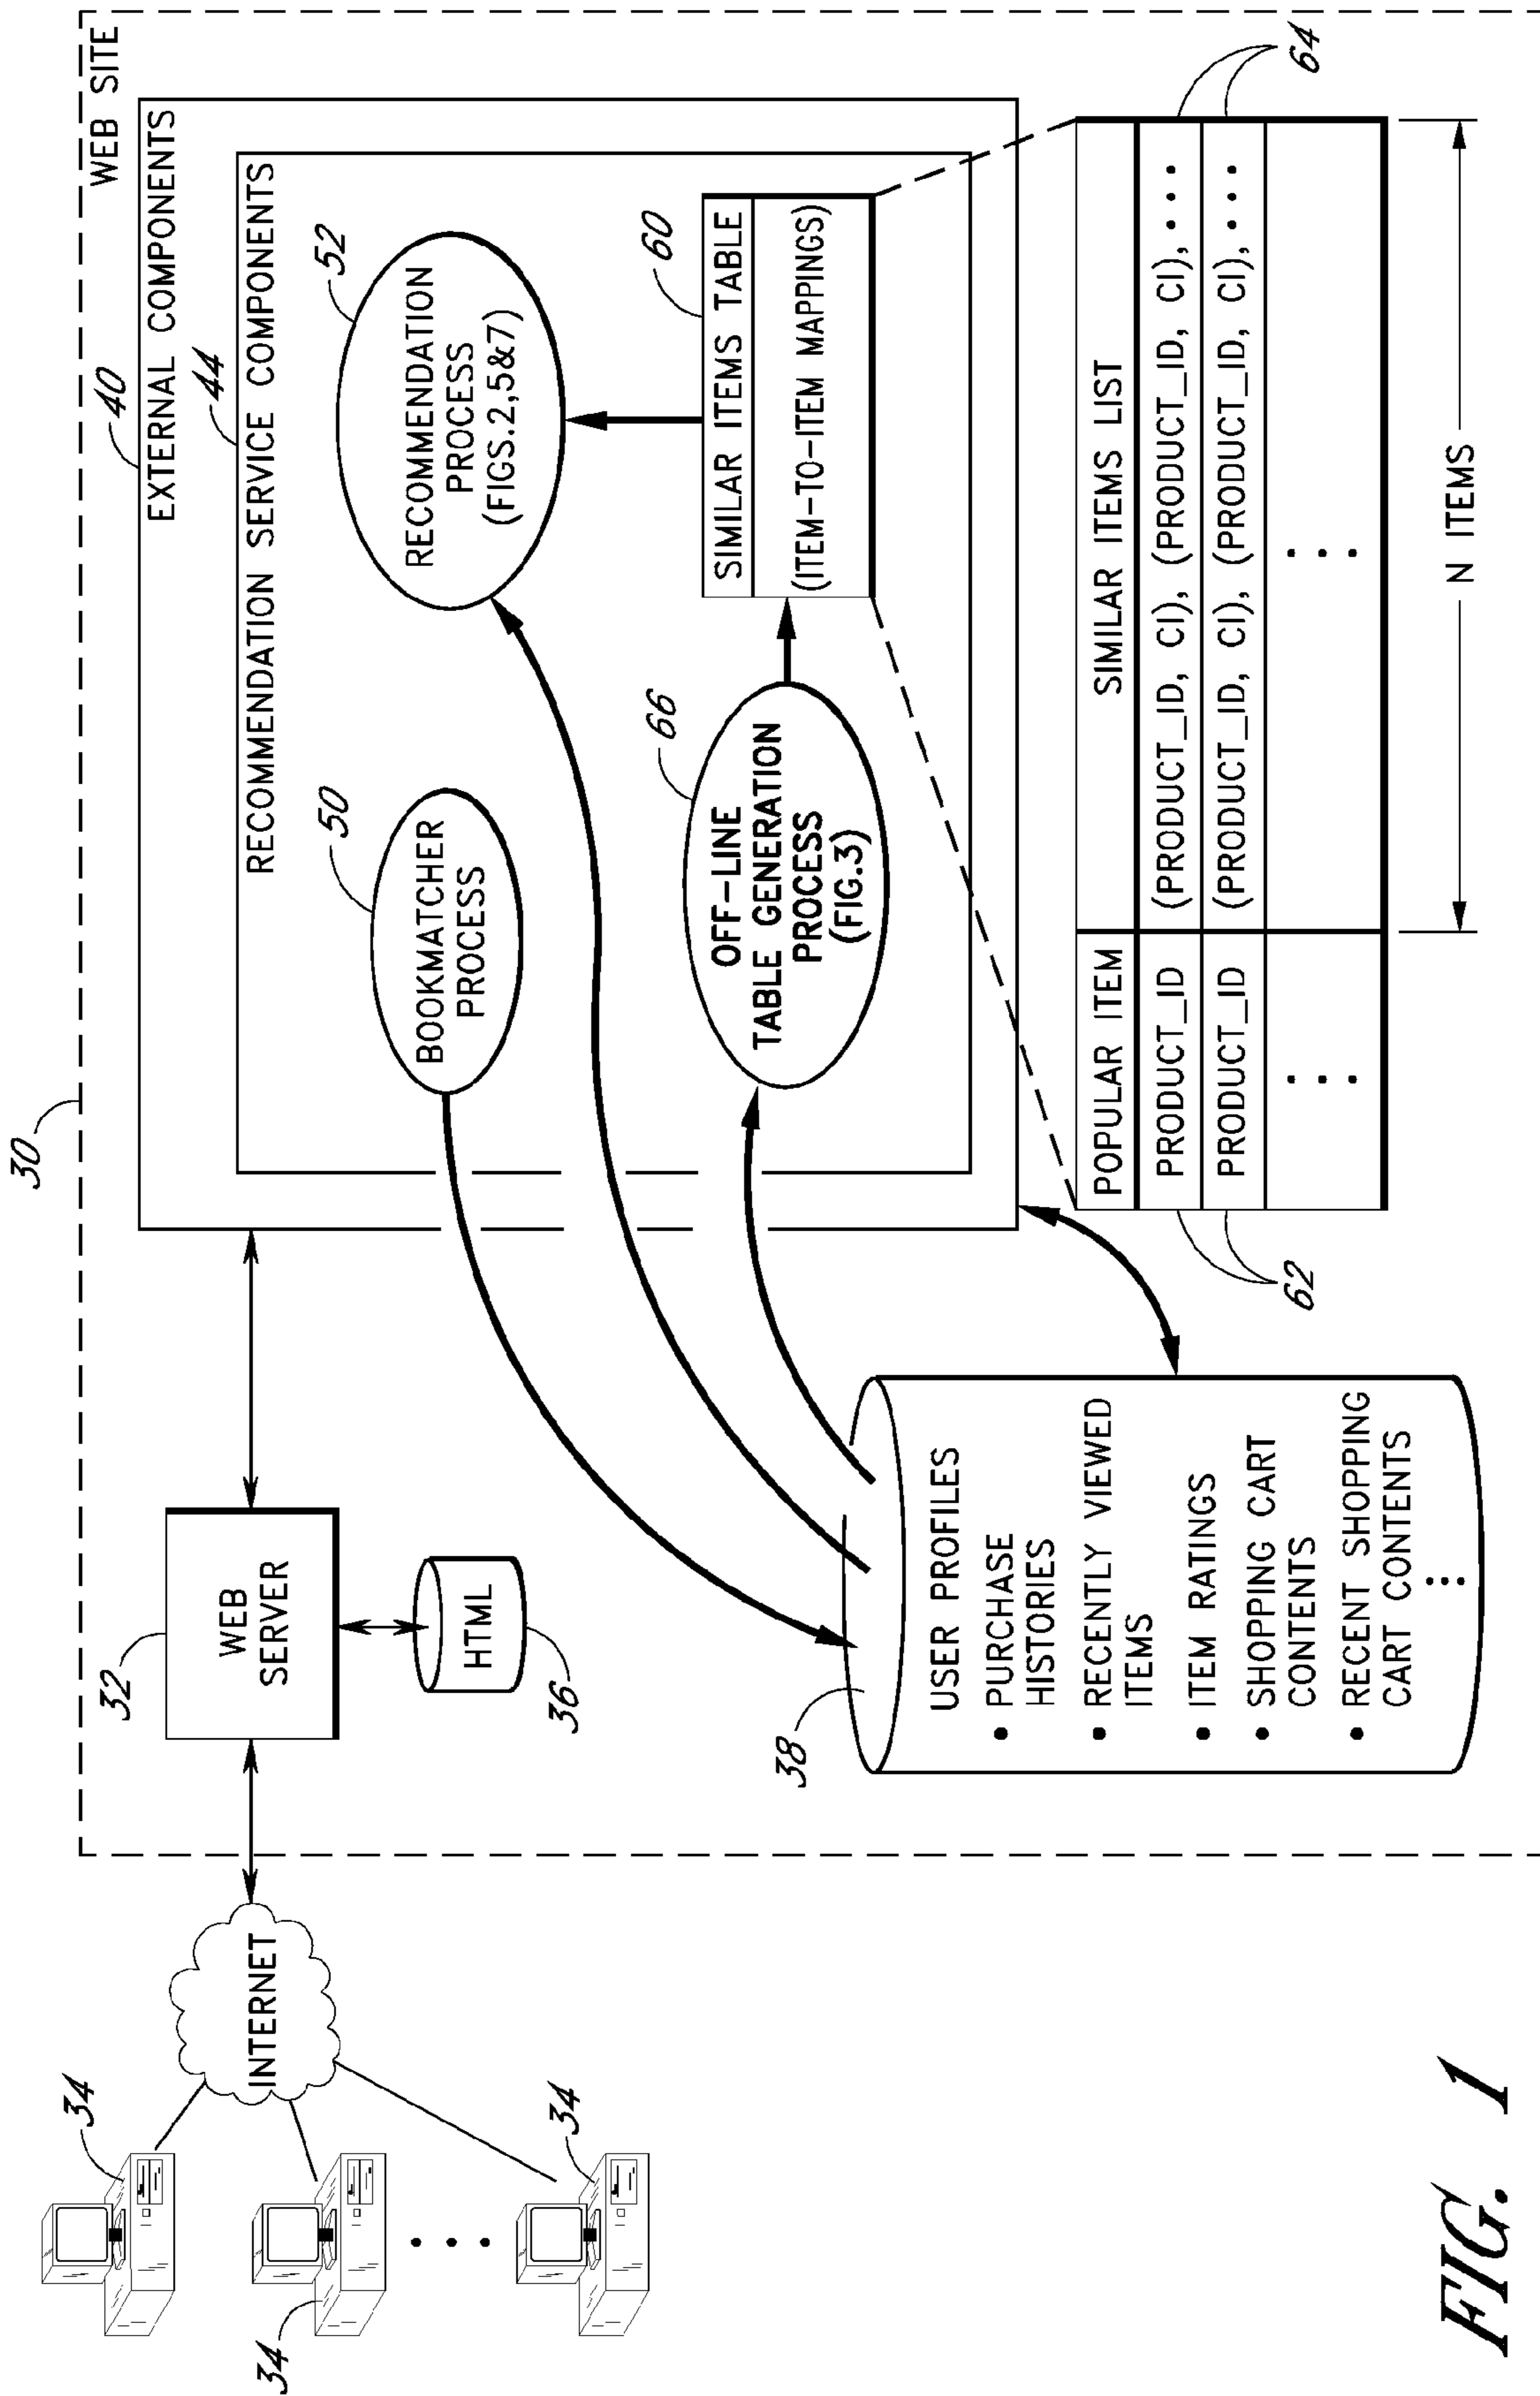 30
WEB SITE
40
EXTERNAL COMPONENTS
44
RECOMMENDATION SERVICE COMPONENTS
34
34
34
INTERNET
32
WEB
SERVER
HTML
36
50
BOOKMATCHER
PROCESS
52
RECOMMENDATION
PROCESS
(FIGS.2,5&7)
66
OFF-LINE
TABLE GENERATION
PROCESS
(FIG.3)
60
SIMILAR ITEMS TABLE
(ITEM-TO-ITEM MAPPINGS)
38
USER PROFILES
• PURCHASE
HISTORIES
• RECENTLY VIEWED
ITEMS
• ITEM RATINGS
• SHOPPING CART
CONTENTS
• RECENT SHOPPING
CART CONTENTS
POPULAR ITEM
SIMILAR ITEMS LIST
PRODUCT_ID
(PRODUCT_ID, CI), (PRODUCT_ID, CI), •••
PRODUCT_ID
(PRODUCT_ID, CI), (PRODUCT_ID, CI), •••
62
64
N ITEMS
FIG. 1